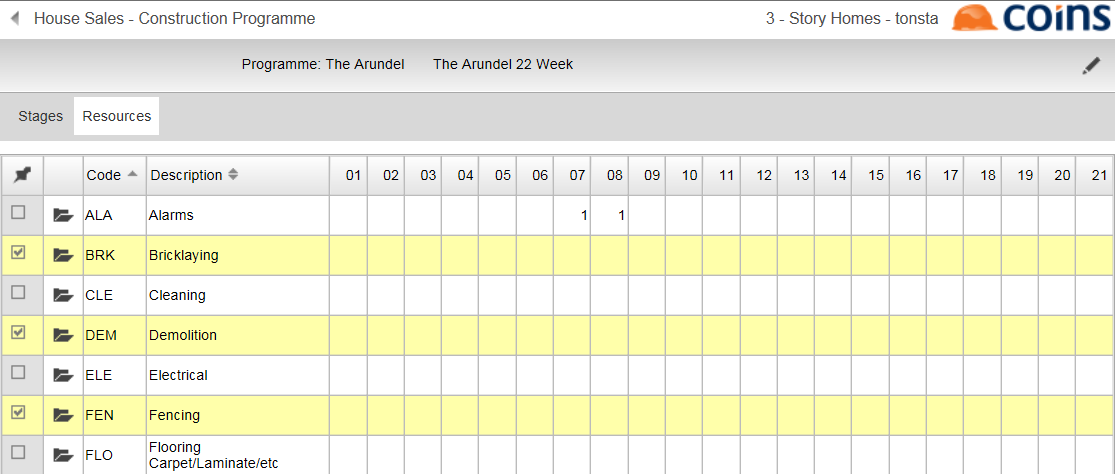 House Sales - Construction Programme
3 - Story Homes - tonsta
coins
Programme: The Arundel The Arundel 22 Week
Stages Resources
Code Description 01 02 03 04 05 06 07 08 09 10 11 12 13 14 15 16 17 18 19 20 21
ALA Alarms 1 1
BRK Bricklaying
CLE Cleaning
DEM Demolition
ELE Electrical
FEN Fencing
FLO Flooring
Carpet/Laminate/etc